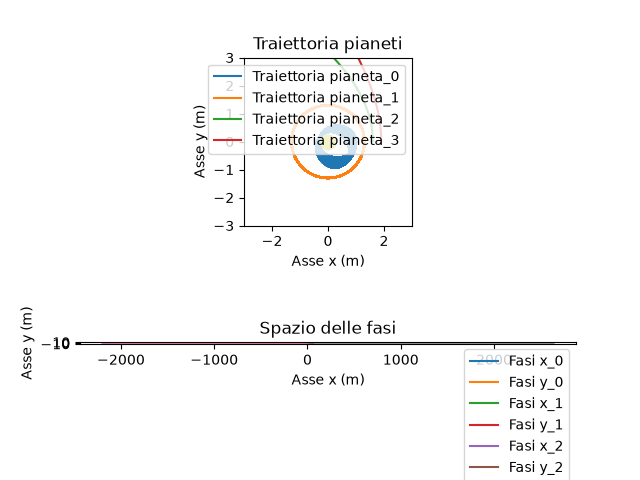 Traiettoria pianeti
Traiettoria pianeta_0
Traiettoria pianeta_1
Traiettoria pianeta_2
Traiettoria pianeta_3
Asse y (m)
3
2
1
0
−1
−2
−3
−2 0 2
Asse x (m)
Spazio delle fasi
Asse y (m)
−2000 −1000 0 1000 2000
Asse x (m)
Fasi x_0
Fasi y_0
Fasi x_1
Fasi y_1
Fasi x_2
Fasi y_2